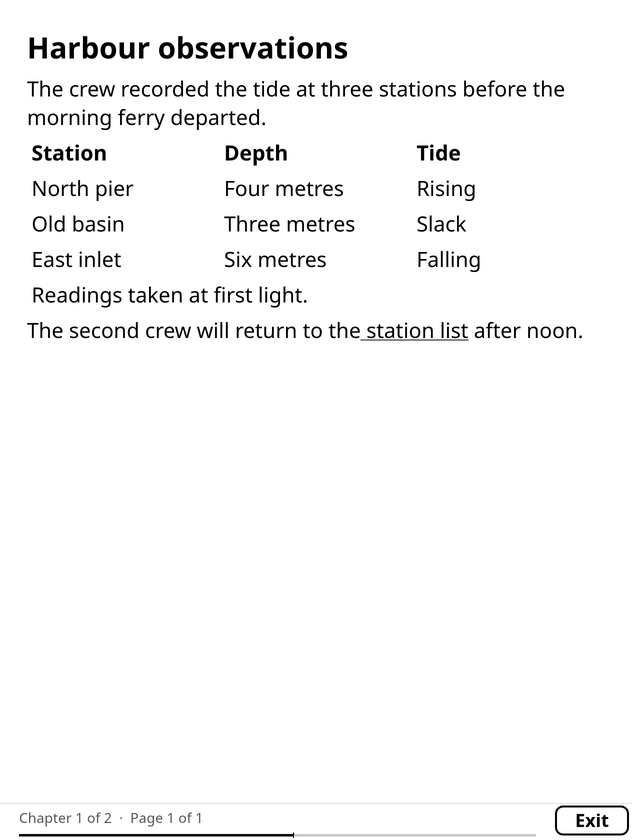 Harbour observations
The crew recorded the tide at three stations before the
morning ferry departed.
Station Depth Tide
North pier Four metres Rising
Old basin Three metres Slack
East inlet Six metres Falling
Readings taken at first light.
The second crew will return to the station list after noon.
Chapter 1 of 2 · Page 1 of 1
Exit